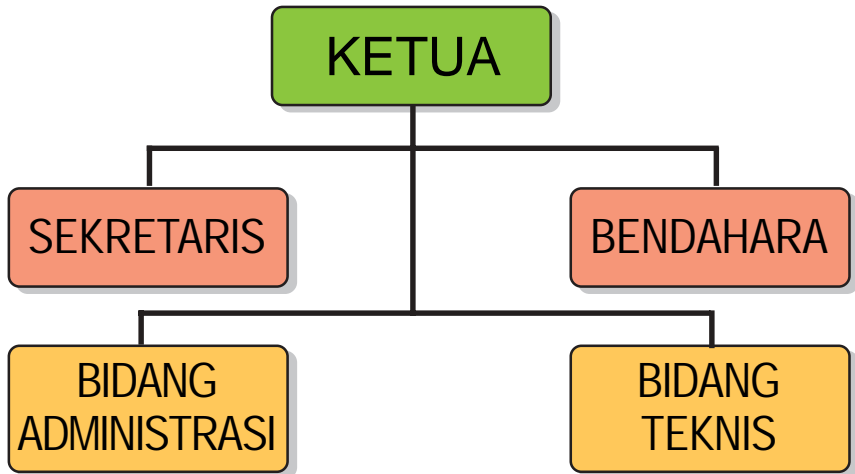 KETUA
SEKRETARIS
BENDAHARA
BIDANG
ADMINISTRASI
BIDANG
TEKNIS